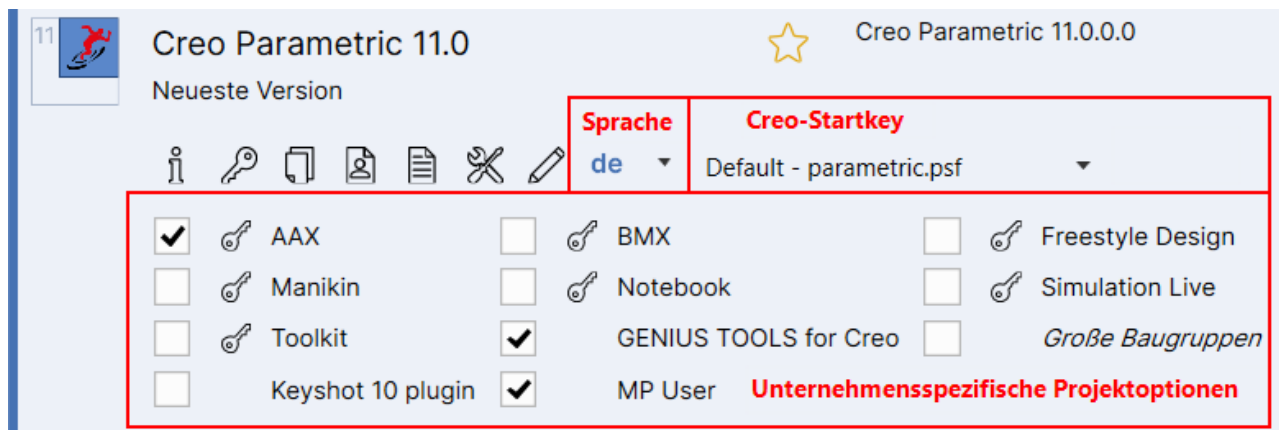 11
Creo Parametric 11.0
Creo Parametric 11.0.0.0
Neueste Version
Sprache
Creo-Startkey
de
Default - parametric.psf
AAX
BMX
Freestyle Design
Manikin
Notebook
Simulation Live
Toolkit
GENIUS TOOLS for Creo
Große Baugruppen
Keyshot 10 plugin
MP User
Unternehmensspezifische Projektoptionen